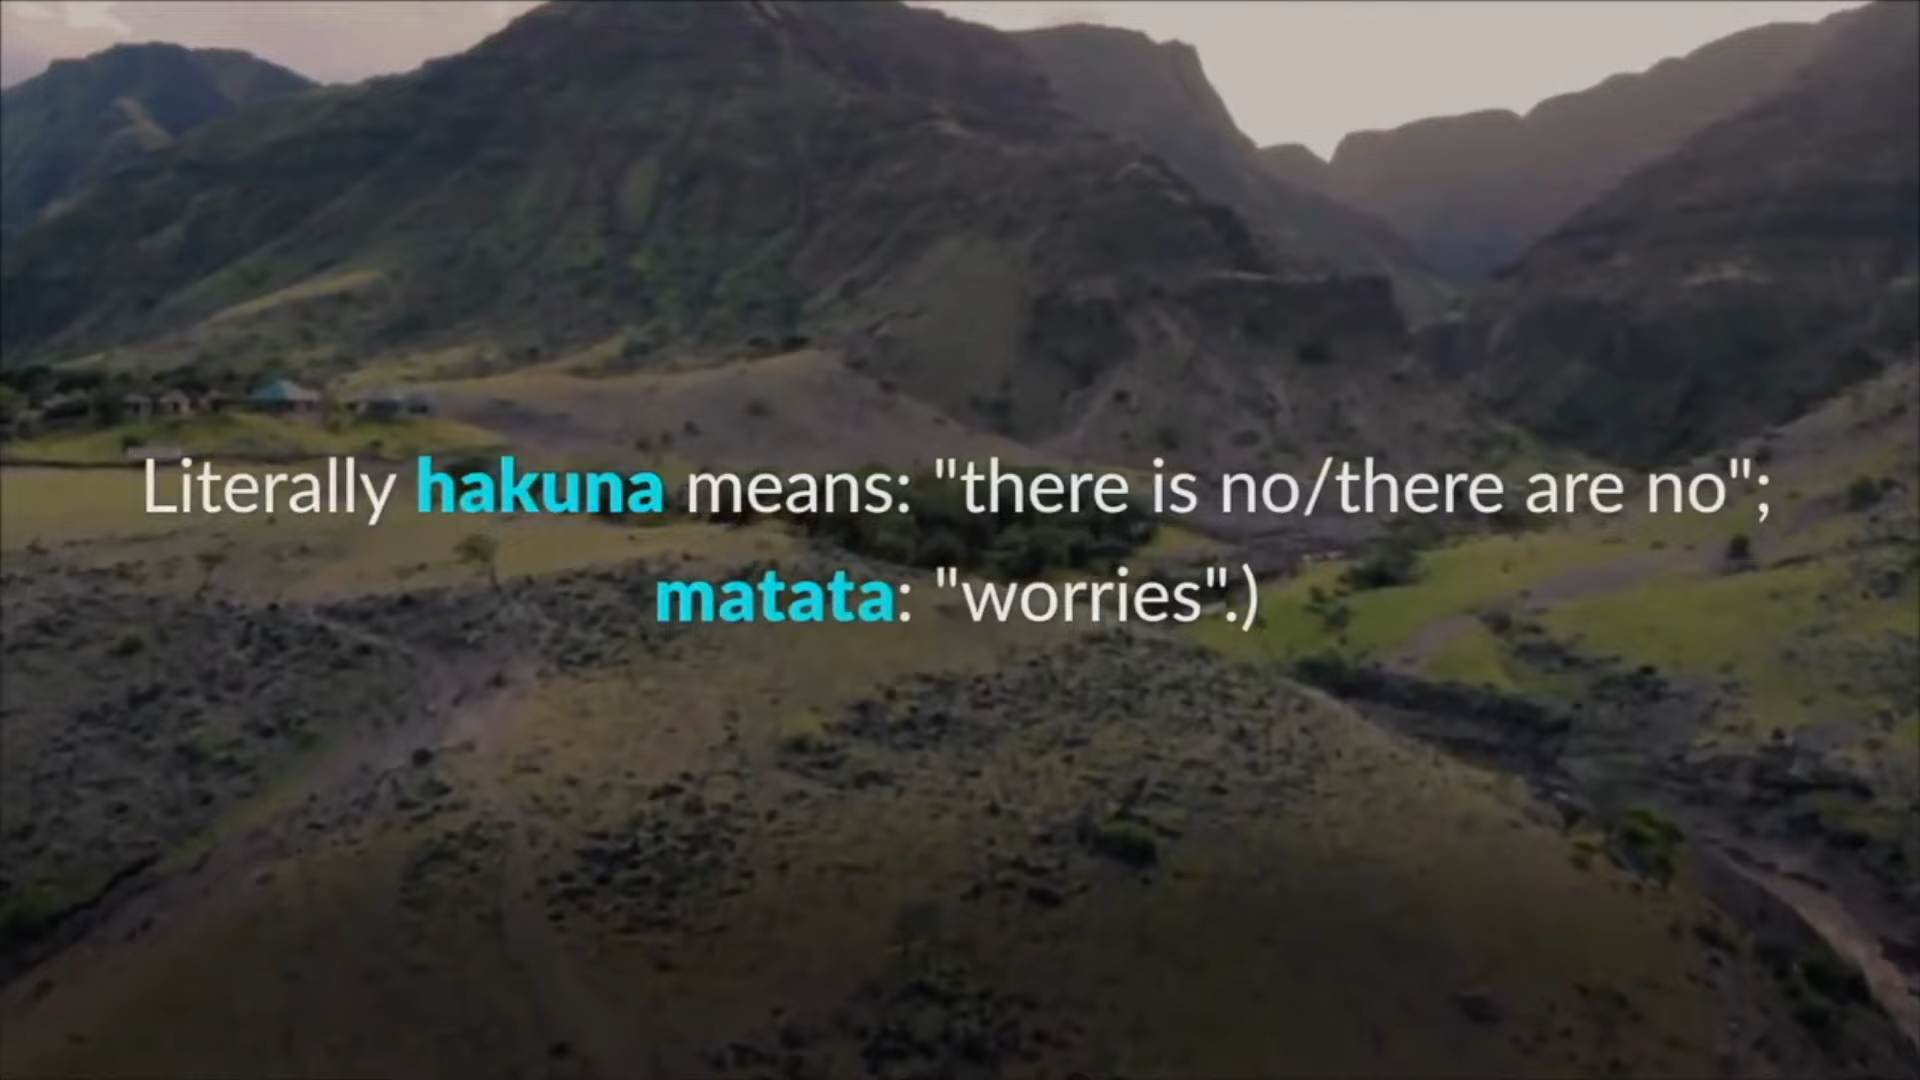 Literally hakuna means: "there is no/there are no";
matata: "worries".)